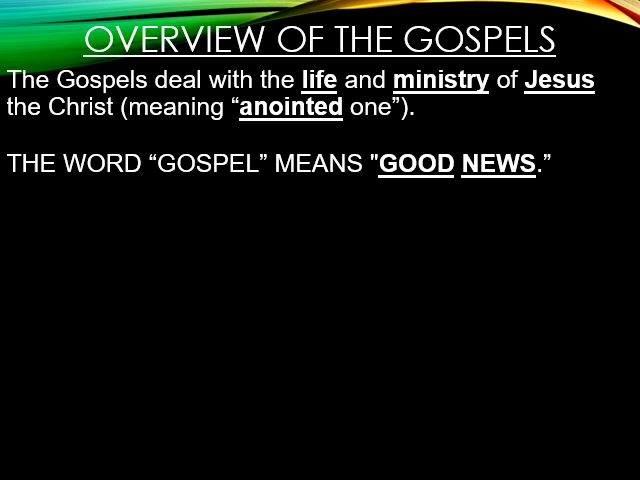 OVERVIEW OF THE GOSPELS
The Gospels deal with the life and ministry of Jesus
the Christ (meaning “anointed one”).
THE WORD “GOSPEL” MEANS "GOOD NEWS.”